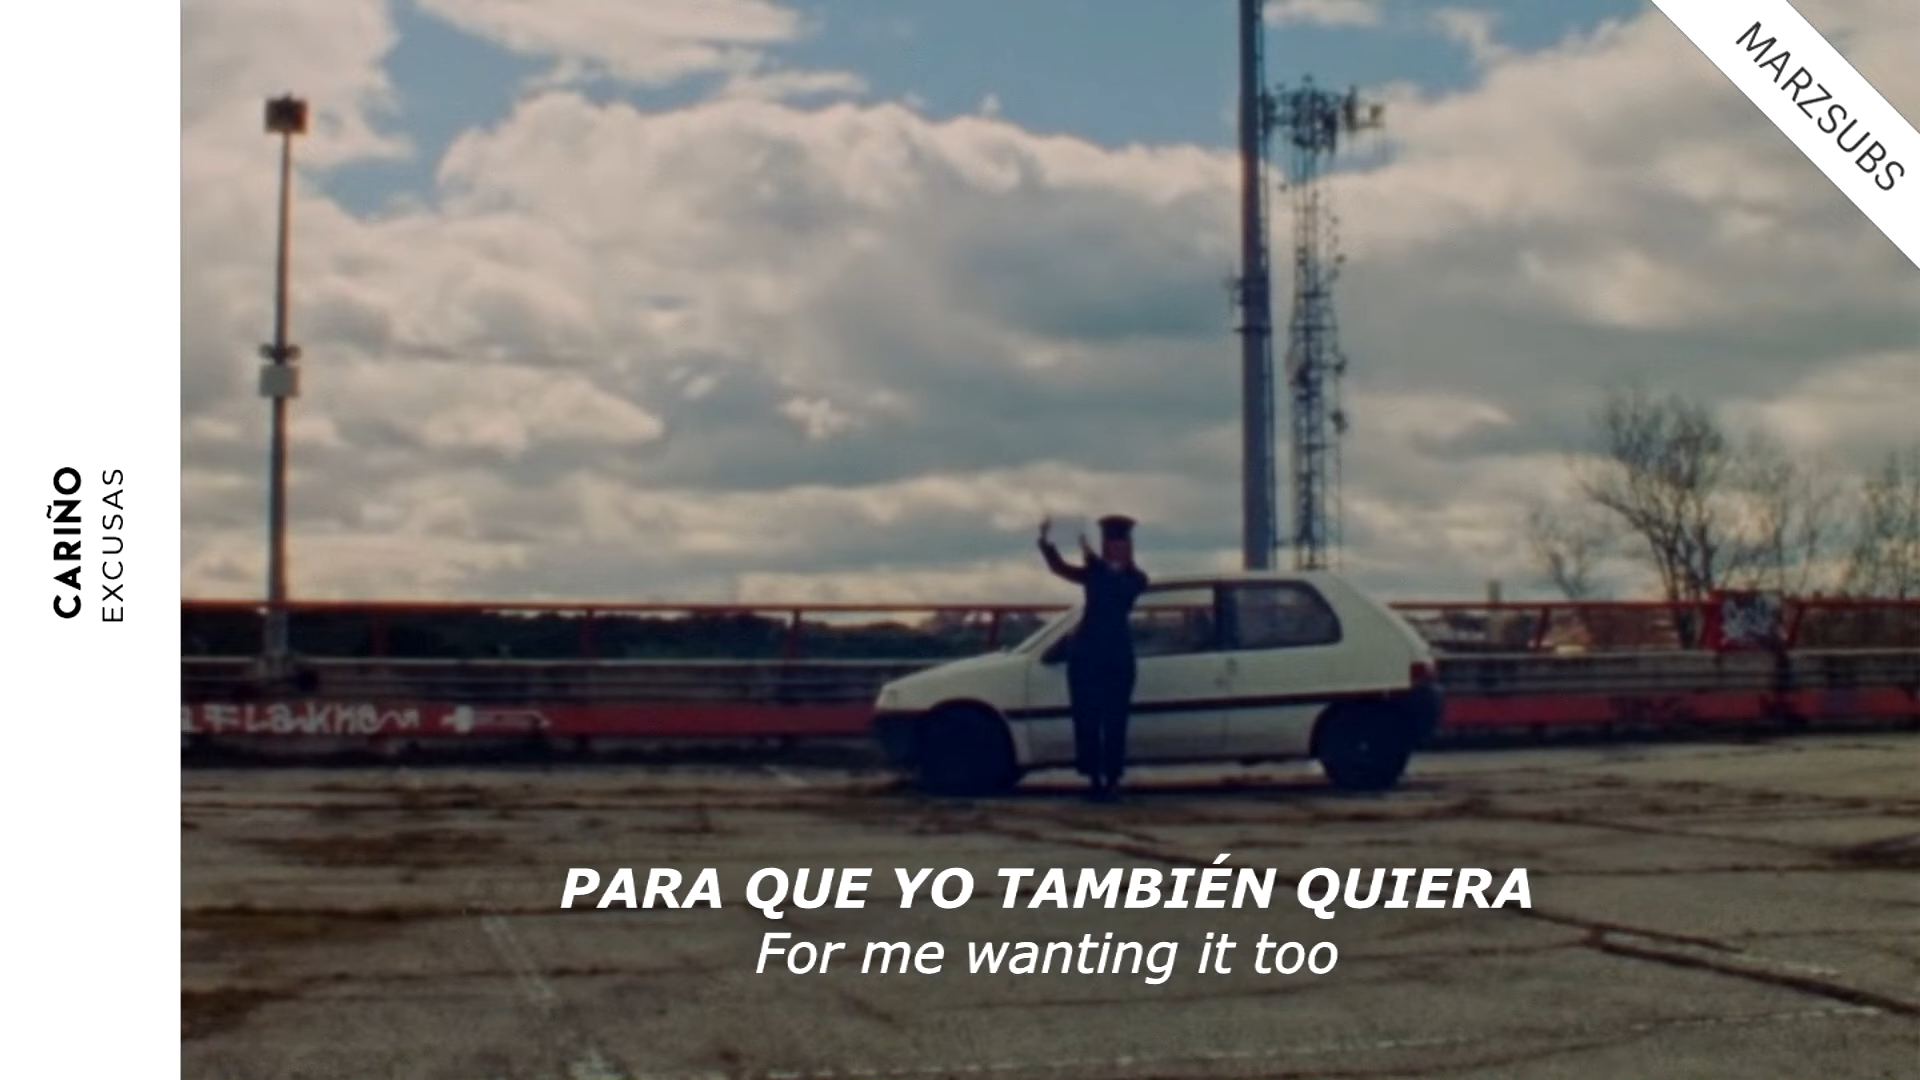 CARIÑO
EXCUSAS
MARZSUBS
PARA QUE YO TAMBIÉN QUIERA
For me wanting it too